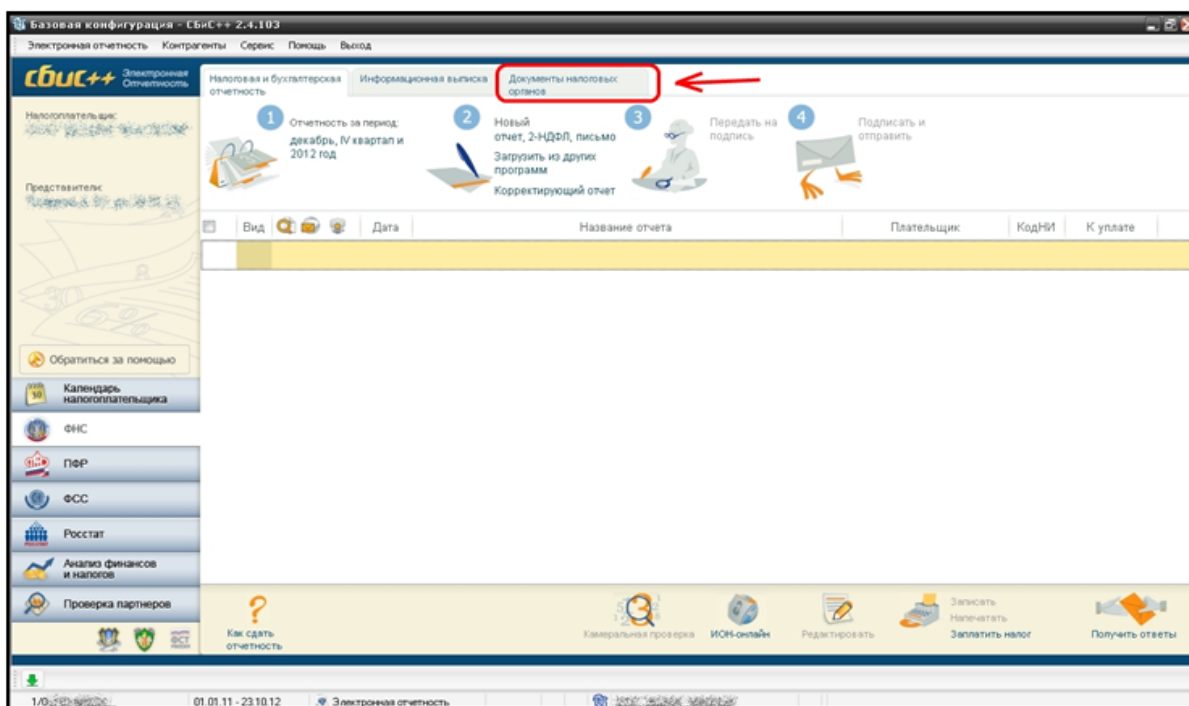 Базовая конфигурация - СБиС++ 2.4.103
Электронная отчетность Контрагенты Сервис Помощь Выход
сбис++ Электронная
Отчетность
Налоговая и бухгалтерская
отчетность
Информационная выписка
Документы налоговых
органов
Налогоплательщик:
Представители:
1
Отчетность за период:
декабрь, IV квартал и
2012 год
2
Новый
отчет, 2-НДФЛ, письмо
Загрузить из других
программ
Корректирующий отчет
3
Передать на
подпись
4
Подписать и
отправить
Вид Дата Название отчета Плательщик КодНИ К уплате
Обратиться за помощью
Календарь
налогоплательщика
ФНС
ПФР
ФСС
Росстат
Анализ финансов
и налогов
Проверка партнеров
Как сдать
отчетность
Камеральная проверка
ИОН-онлайн
Редактировать
Записать
Напечатать
Заплатить налог
Получить ответы
01.01.11 - 23.10.12 Электронная отчетность